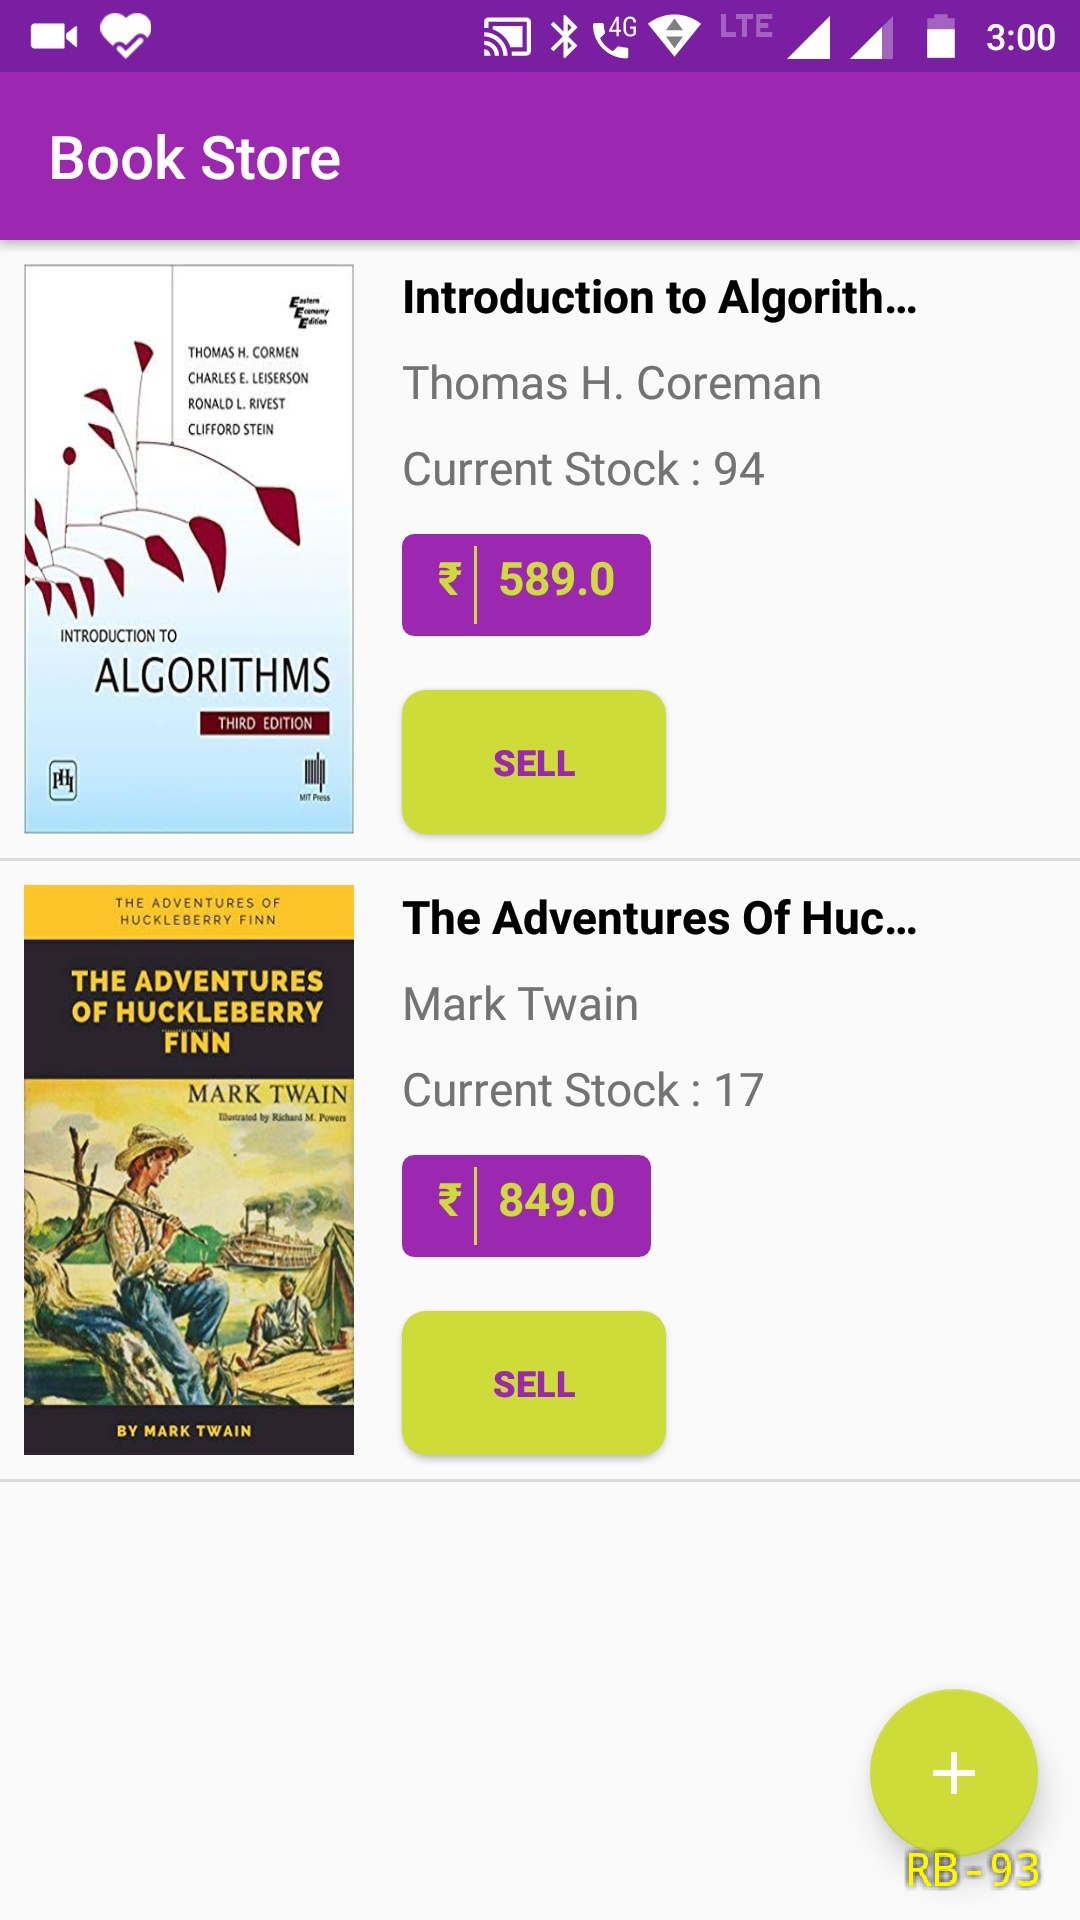 4G LTE 3:00
Book Store
Eastern
Economy
Edition
THOMAS H. CORMEN
CHARLES E. LEISERSON
RONALD L. RIVEST
CLIFFORD STEIN
INTRODUCTION TO
ALGORITHMS
THIRD EDITION
PHI
MIT Press
Introduction to Algorith...
Thomas H. Coreman
Current Stock : 94
₹ 589.0
SELL
THE ADVENTURES OF
HUCKLEBERRY FINN
THE ADVENTURES
OF HUCKLEBERRY
FINN
MARK TWAIN
Illustrated by Richard M. Powers
BY MARK TWAIN
The Adventures Of Huc...
Mark Twain
Current Stock : 17
₹ 849.0
SELL
+
RB-93